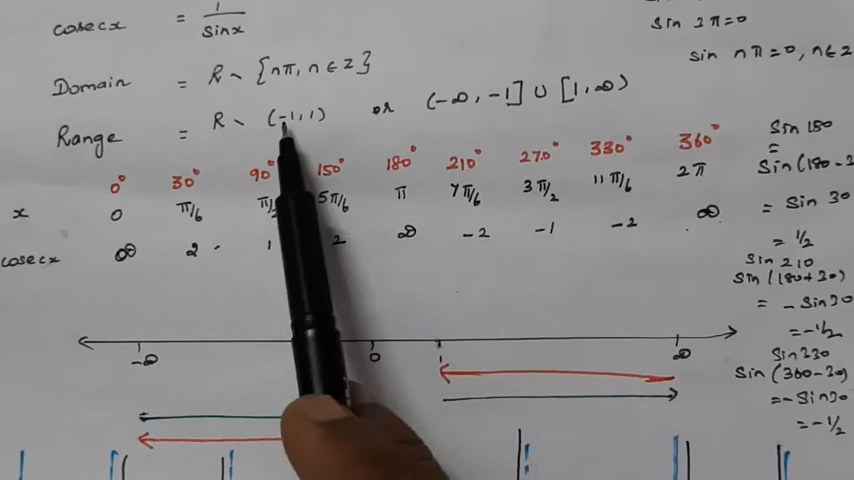 cosecx = 1/sinx
Domain = R ~ {nπ, n∈Z}
Range = R ~ (-1,1) or (-∞,-1] ∪ [1,∞)
0° 30° 90° 150° 180° 210° 270° 330° 360°
x 0 π/6 π/2 5π/6 π 7π/6 3π/2 11π/6 2π
cosecx ∞ 2 1 2 ∞ -2 -1 -2 ∞
-∞ 0 1 ∞
sin 2π=0
sin nπ=0, n∈Z
Sin 150
=
Sin(180-3
= Sin 30
= 1/2
Sin 210
Sin (180+30)
= -Sin30
= -1/2
Sin330
Sin (360-30)
= -Sin30
= -1/2